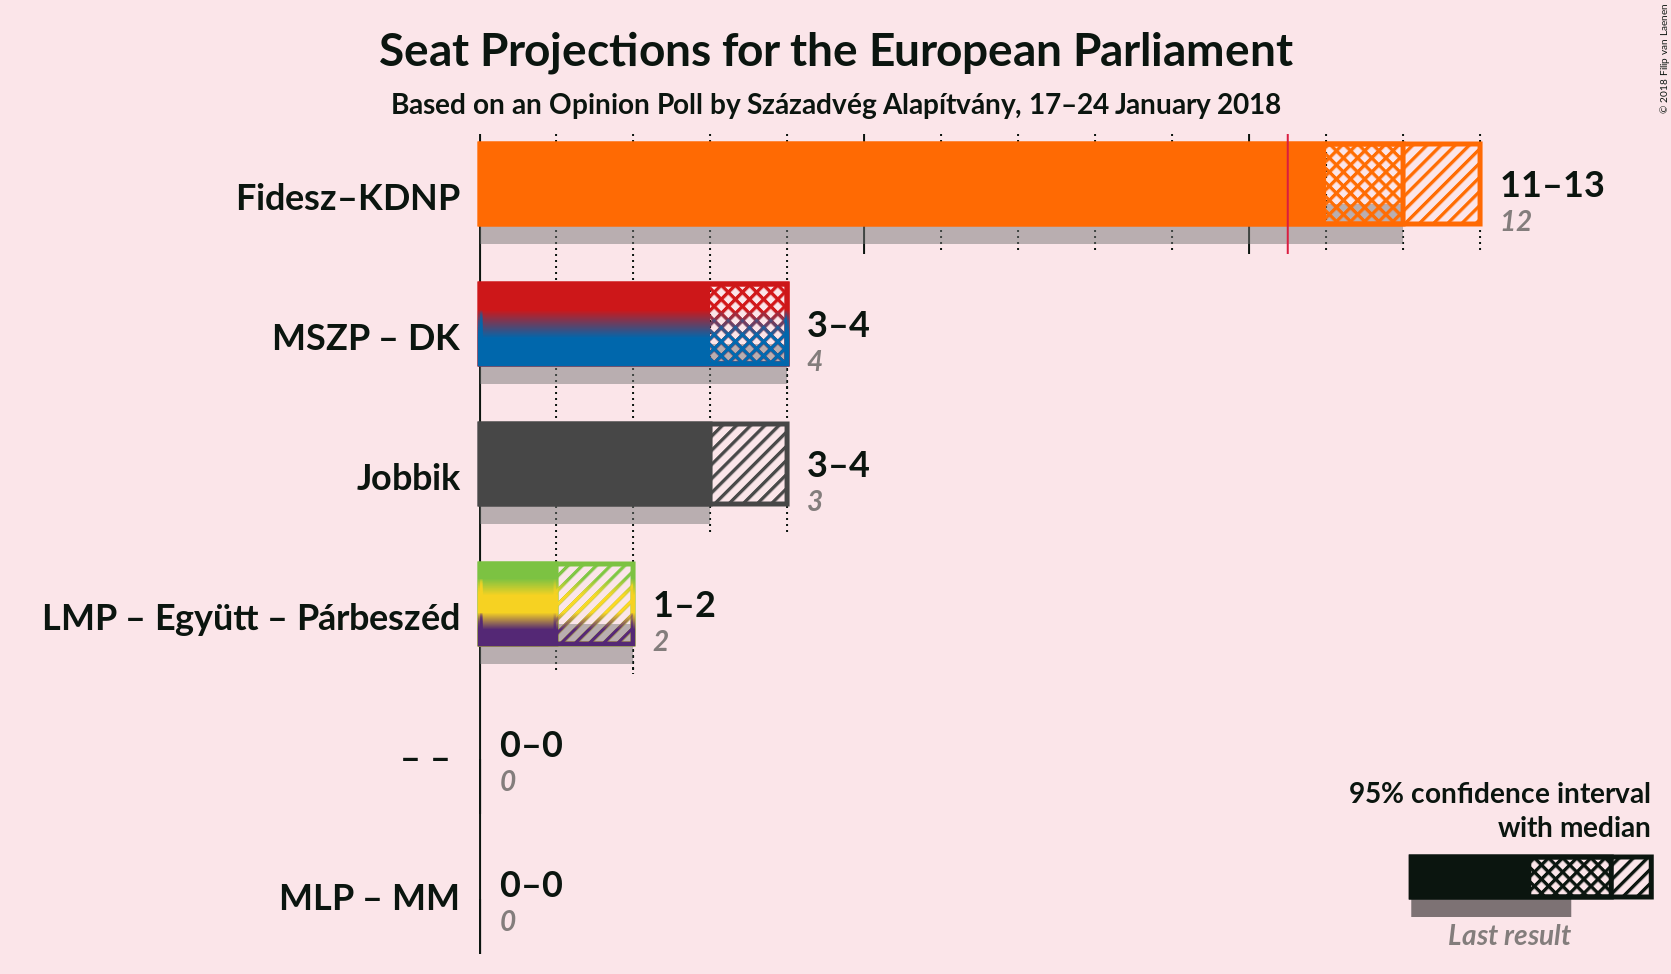 Seat Projections for the European Parliament
Based on an Opinion Poll by Századvég Alapítvány, 17–24 January 2018
© 2018 Filip van Laenen
Fidesz–KDNP
11–13
12
MSZP – DK
3–4
4
Jobbik
3–4
3
LMP – Együtt – Párbeszéd
1–2
2
– –
0–0
0
MLP – MM
0–0
0
95% confidence interval
with median
Last result